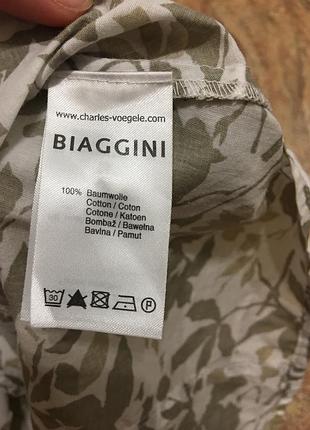 www.charles-voegele.com
BIAGGINI
100% Baumwolle
Cotton / Coton
Cotone / Katoen
Bombaž / Bawełna
Bavlna / Pamut
30 P